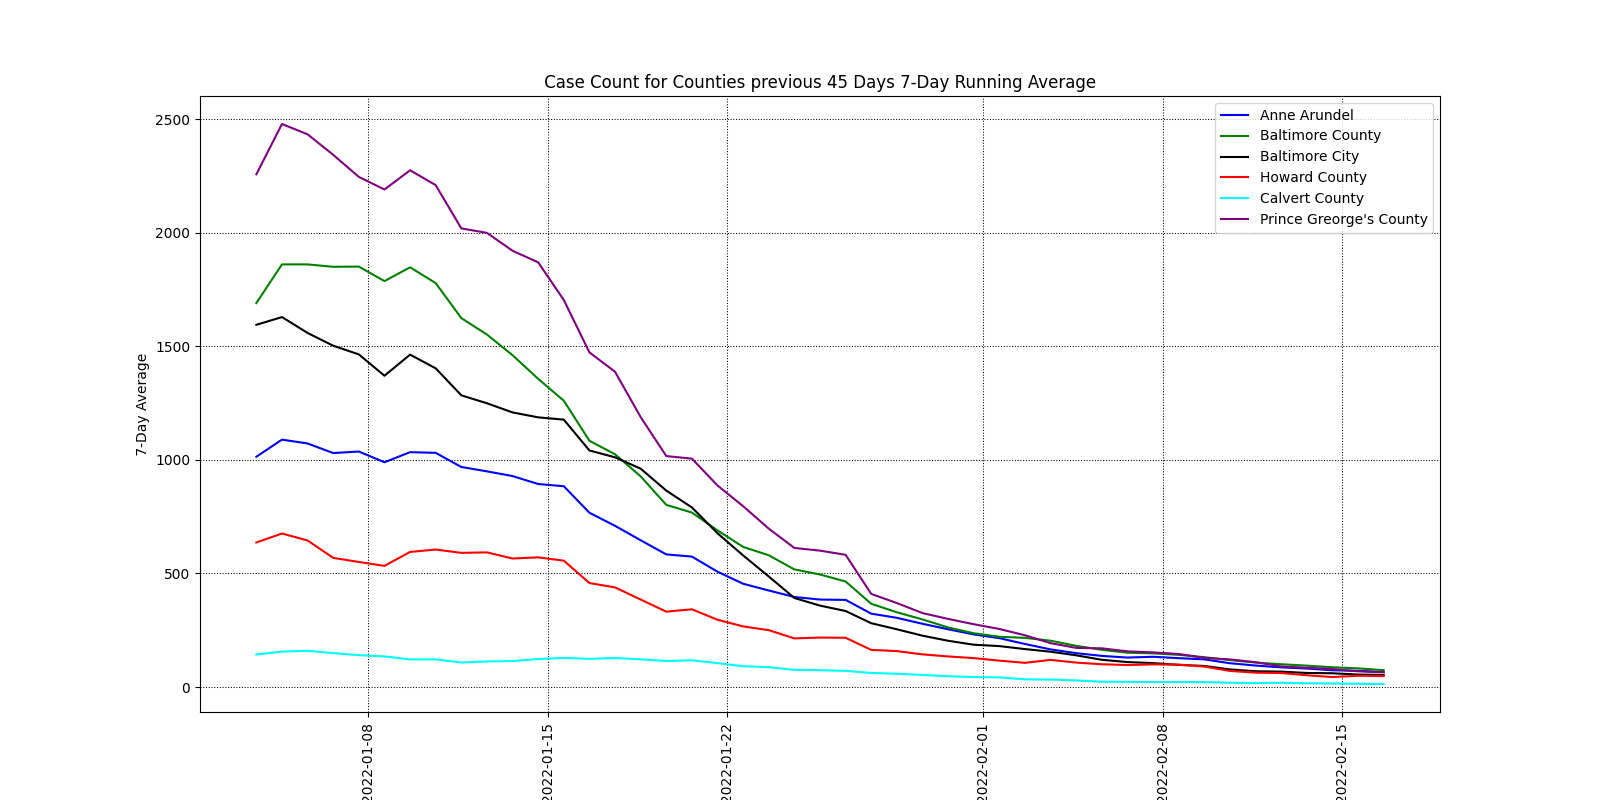 Case Count for Counties previous 45 Days 7-Day Running Average
2500
2000
1500
1000
500
0
7-Day Average
Anne Arundel
Baltimore County
Baltimore City
Howard County
Calvert County
Prince Greorge's County
2022-01-08
2022-01-15
2022-01-22
2022-02-01
2022-02-08
2022-02-15